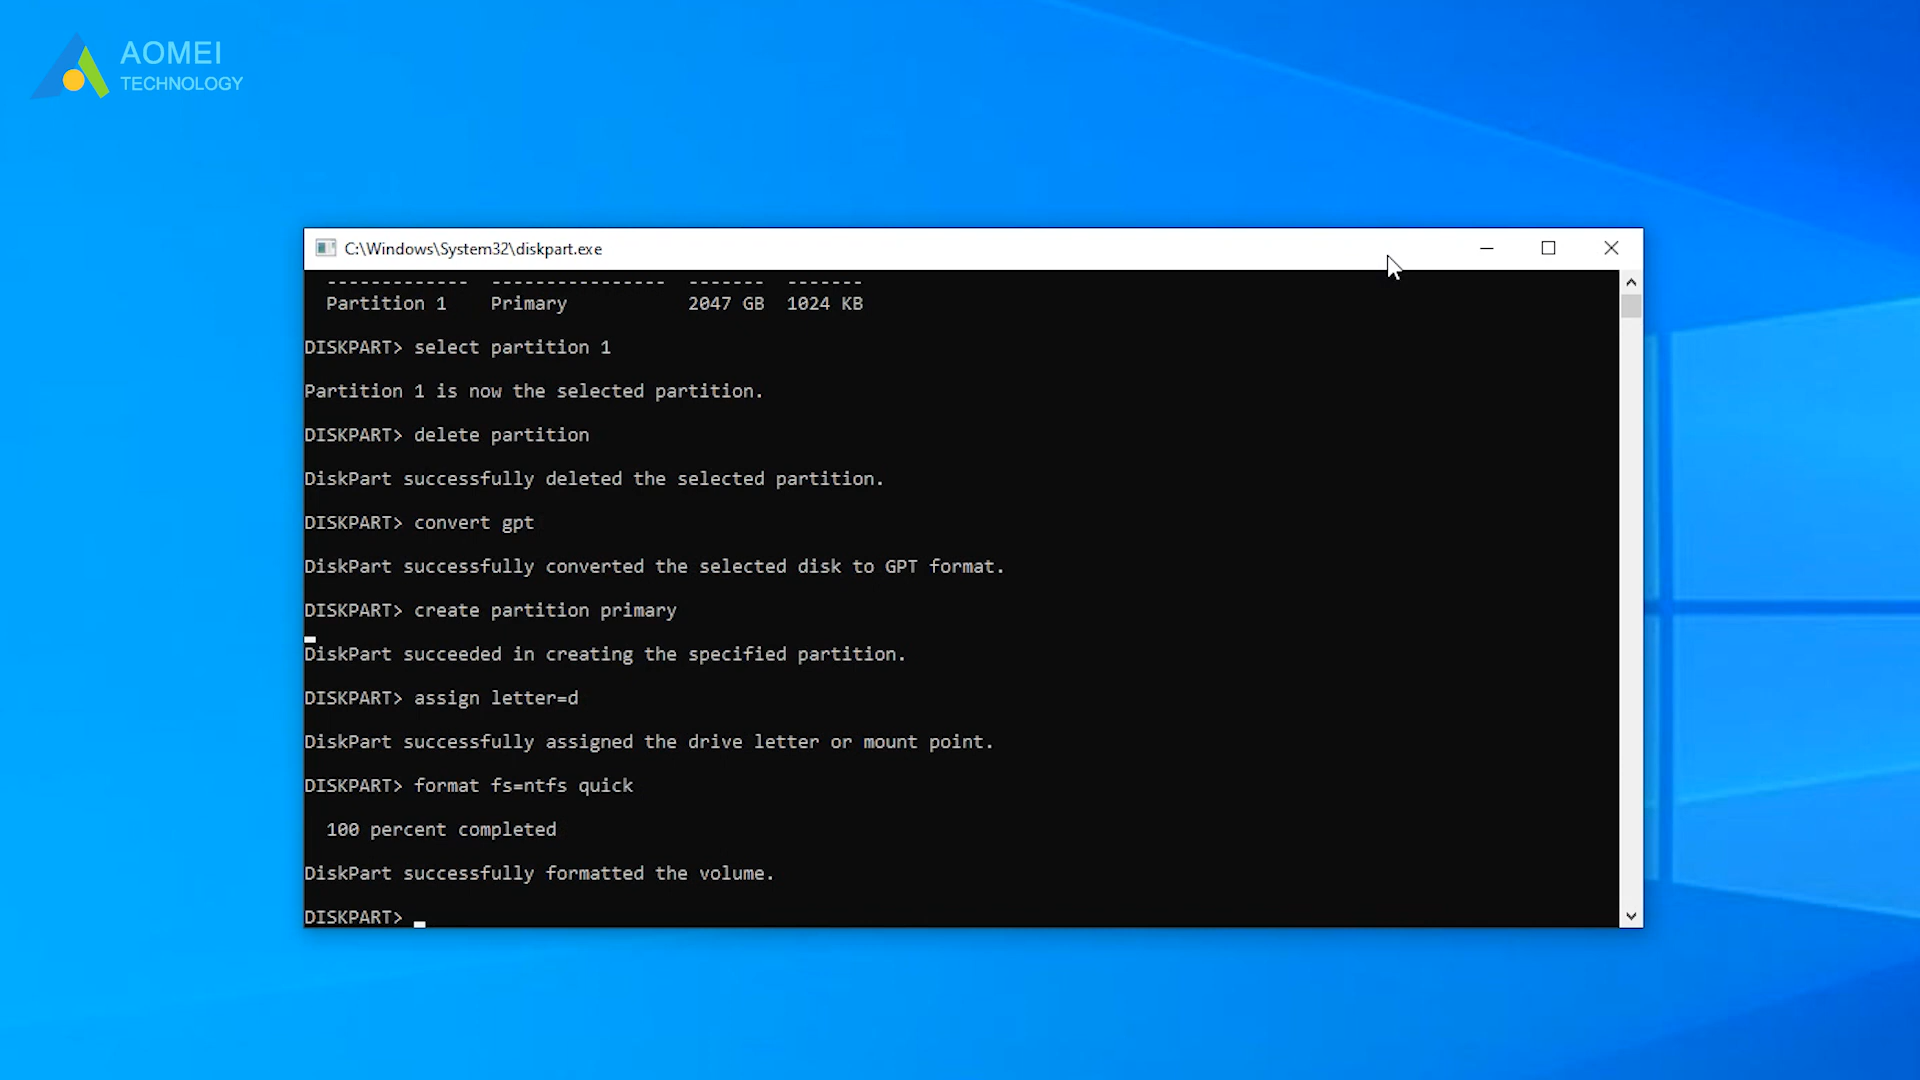 AOMEI
TECHNOLOGY
C:\Windows\System32\diskpart.exe
-------------  ----------------  -------  -------
Partition 1    Primary           2047 GB  1024 KB
DISKPART> select partition 1
Partition 1 is now the selected partition.
DISKPART> delete partition
DiskPart successfully deleted the selected partition.
DISKPART> convert gpt
DiskPart successfully converted the selected disk to GPT format.
DISKPART> create partition primary
DiskPart succeeded in creating the specified partition.
DISKPART> assign letter=d
DiskPart successfully assigned the drive letter or mount point.
DISKPART> format fs=ntfs quick
100 percent completed
DiskPart successfully formatted the volume.
DISKPART>